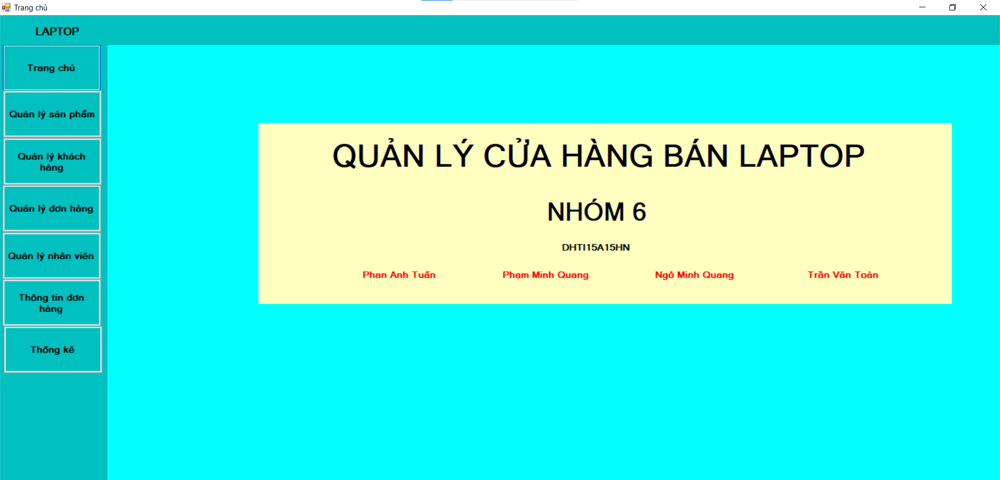 Trang chủ
LAPTOP
Trang chủ
Quản lý sản phẩm
Quản lý khách
hàng
Quản lý đơn hàng
Quản lý nhân viên
Thông tin đơn
hàng
Thống kê
QUẢN LÝ CỬA HÀNG BÁN LAPTOP
NHÓM 6
DHTI15A15HN
Phan Anh Tuấn Phạm Minh Quang Ngô Minh Quang Trần Văn Toàn